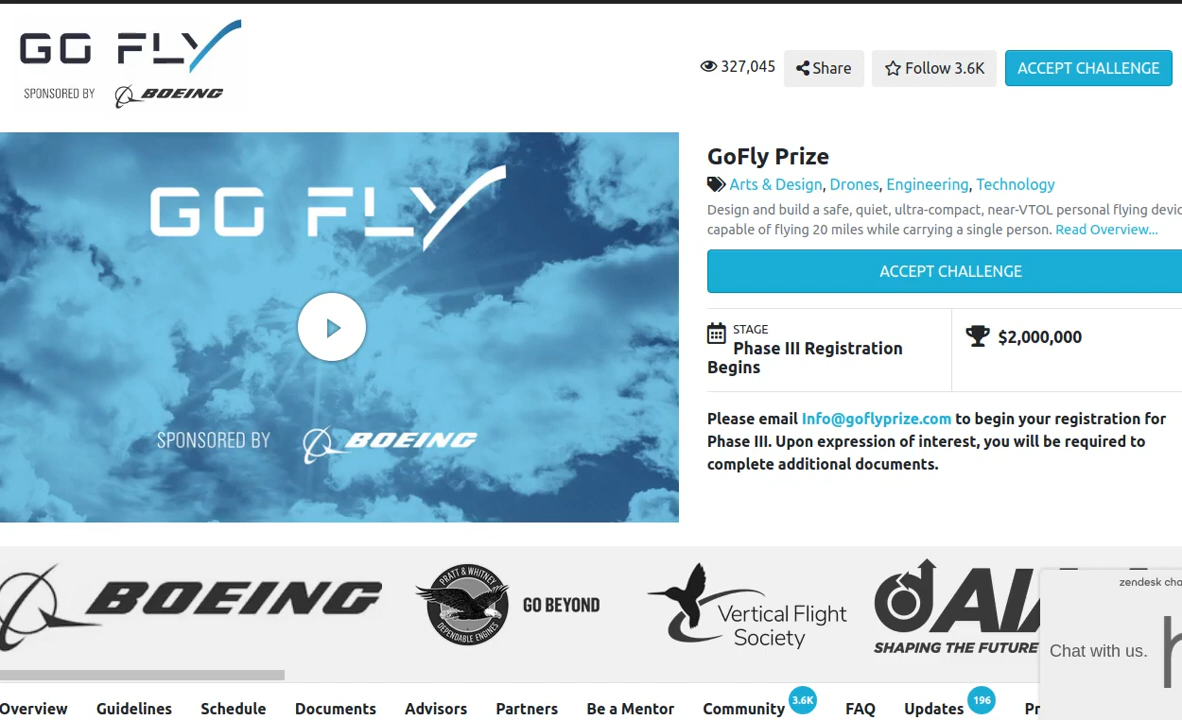 GO FLY
SPONSORED BY BOEING
327,045 Share Follow 3.6K ACCEPT CHALLENGE
GO FLY
SPONSORED BY BOEING
GoFly Prize
Arts & Design, Drones, Engineering, Technology
Design and build a safe, quiet, ultra-compact, near-VTOL personal flying devic
capable of flying 20 miles while carrying a single person. Read Overview...
ACCEPT CHALLENGE
STAGE
Phase III Registration
Begins
$2,000,000
Please email Info@goflyprize.com to begin your registration for
Phase III. Upon expression of interest, you will be required to
complete additional documents.
BOEING
PRATT & WHITNEY
DEPENDABLE ENGINES
GO BEYOND
Vertical Flight
Society
dAIA
SHAPING THE FUTURE
zendesk cha
Chat with us.
Overview Guidelines Schedule Documents Advisors Partners Be a Mentor Community 3.6K FAQ Updates 196 Pr